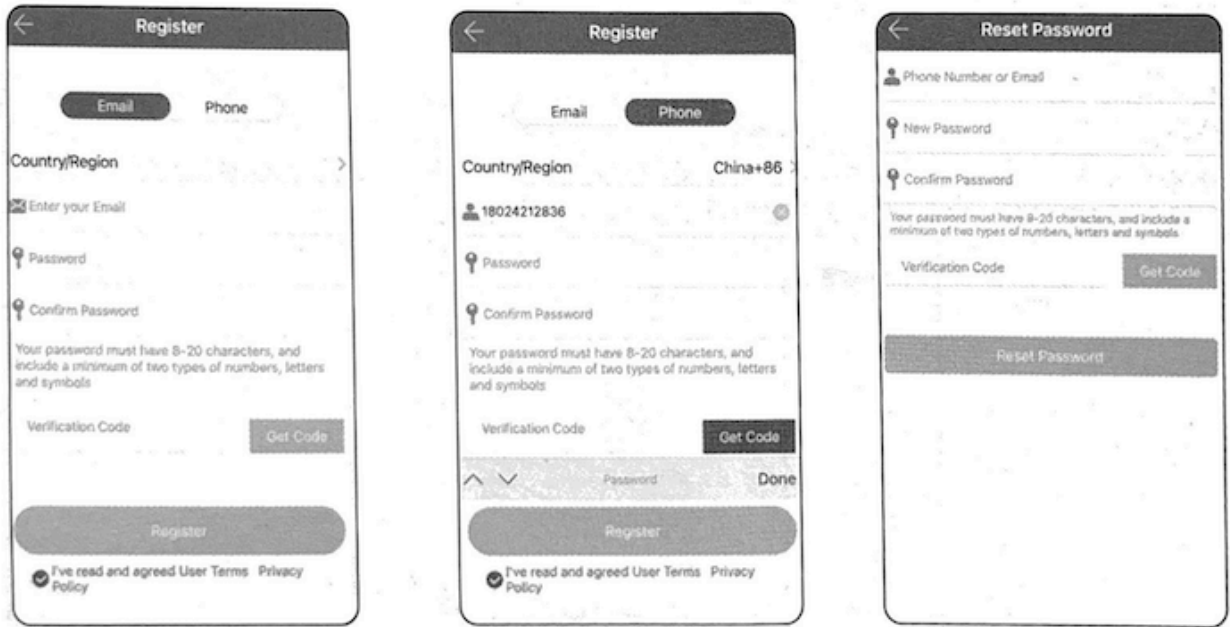 Register
Email Phone
Country/Region
Enter your Email
Password
Confirm Password
Your password must have 8-20 characters, and
include a minimum of two types of numbers, letters
and symbols
Verification Code Get Code
Register
I've read and agreed User Terms Privacy
Policy
Register
Email Phone
Country/Region China+86
18024212836
Password
Confirm Password
Your password must have 8-20 characters, and
include a minimum of two types of numbers, letters
and symbols
Verification Code Get Code
Password Done
Register
I've read and agreed User Terms Privacy
Policy
Reset Password
Phone Number or Email
New Password
Confirm Password
Your password must have 8-20 characters, and include a
minimum of two types of numbers, letters and symbols
Verification Code Get Code
Reset Password